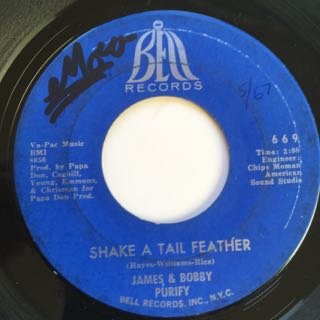 BELL
RECORDS
5/67
Va-Pac Music
BMI
6058
Prod. by Papa
Don, Cogbill,
Young, Emmons,
& Chrisman for
Papa Don Prod.
669
Time: 2:06
Engineer:
Chips Moman
American
Sound Studio
SHAKE A TAIL FEATHER
(Hayes-Williams-Rice)
JAMES & BOBBY
PURIFY
BELL RECORDS, INC., N.Y.C.